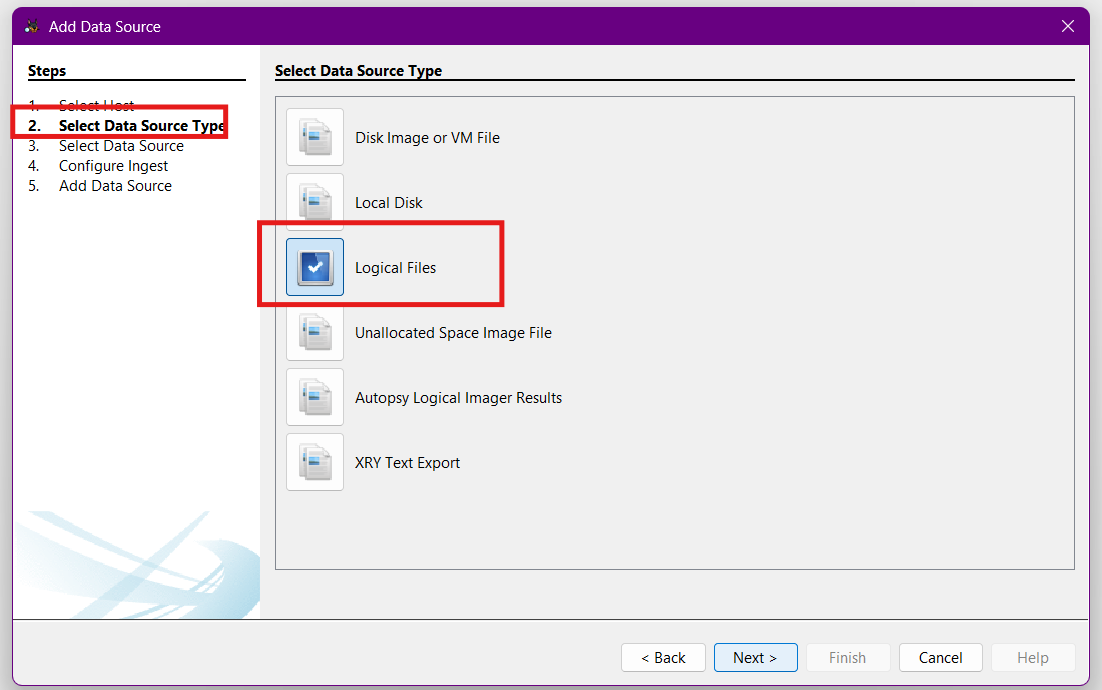 Add Data Source
Steps
1. Select Host
2. Select Data Source Type
3. Select Data Source
4. Configure Ingest
5. Add Data Source
Select Data Source Type
Disk Image or VM File
Local Disk
Logical Files
Unallocated Space Image File
Autopsy Logical Imager Results
XRY Text Export
< Back
Next >
Finish
Cancel
Help